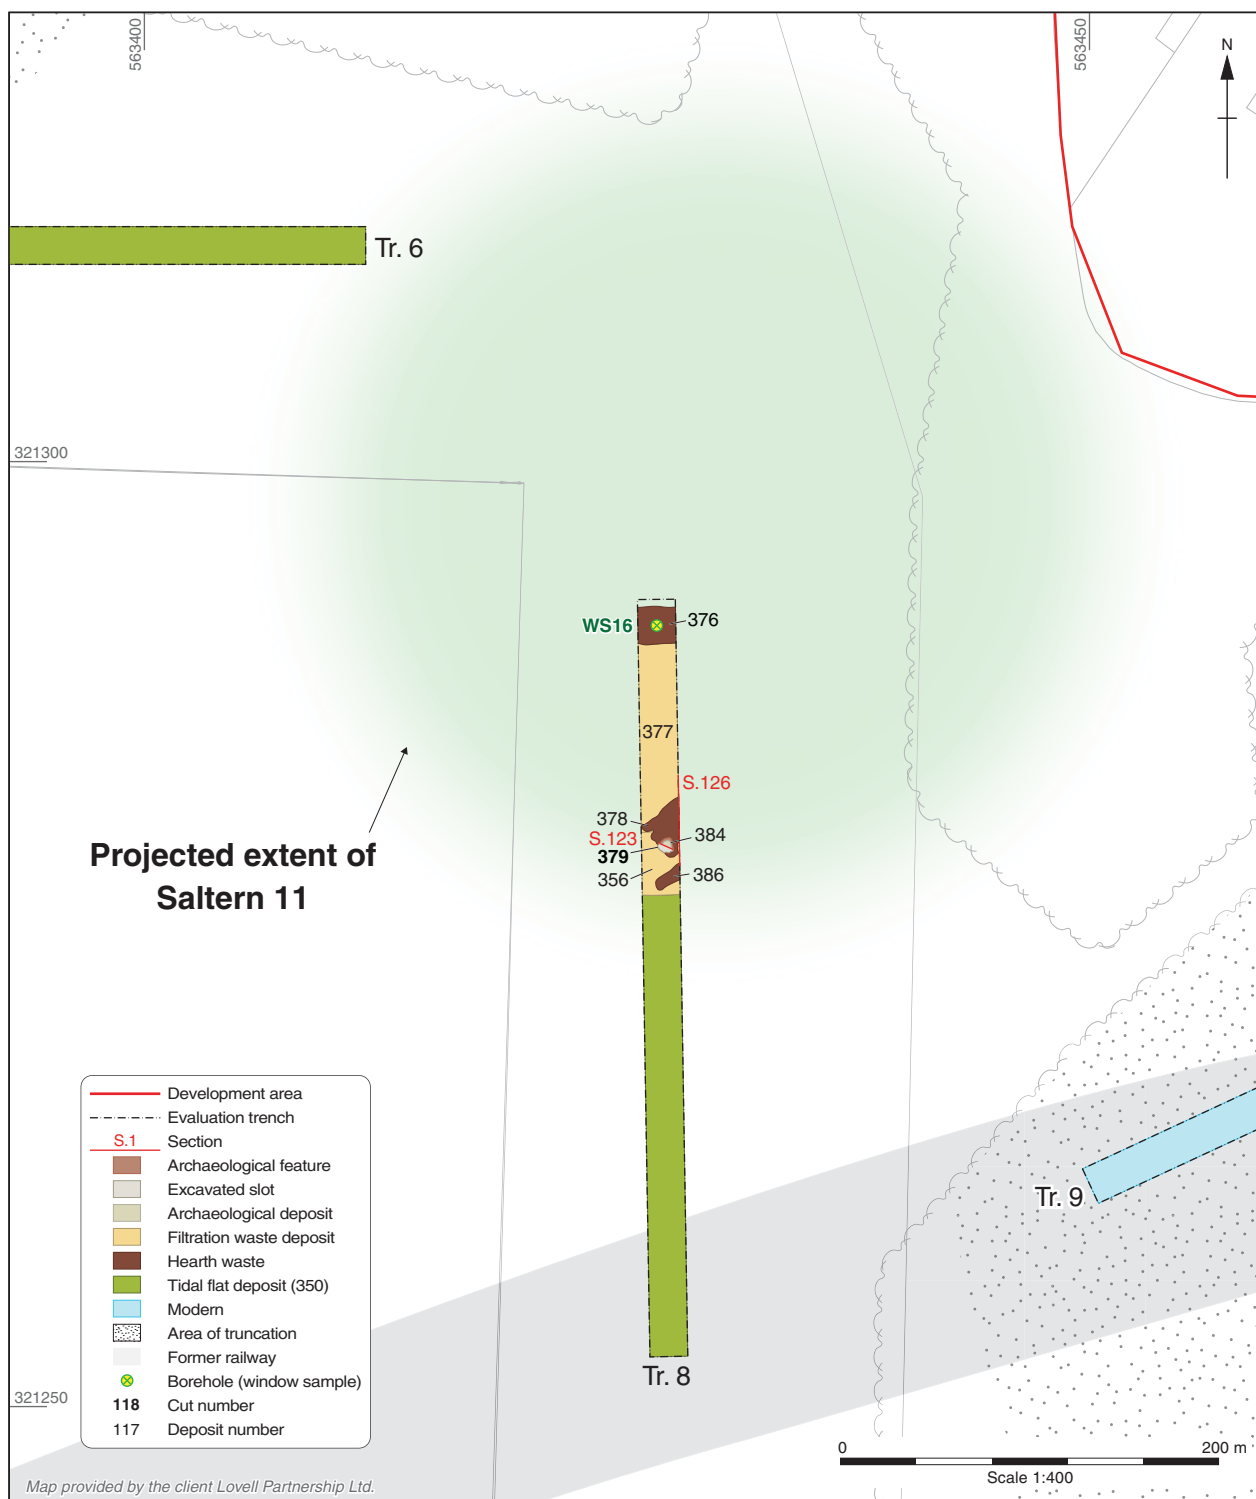 563400
563450
N
Tr. 6
321300
WS16
376
377
S.126
378
S.123
384
379
356
386
Projected extent of
Saltern 11
Development area
Evaluation trench
S.1 Section
Archaeological feature
Excavated slot
Archaeological deposit
Filtration waste deposit
Hearth waste
Tidal flat deposit (350)
Modern
Area of truncation
Former railway
Borehole (window sample)
118 Cut number
117 Deposit number
Tr. 9
Tr. 8
321250
0 200 m
Scale 1:400
Map provided by the client Lovell Partnership Ltd.